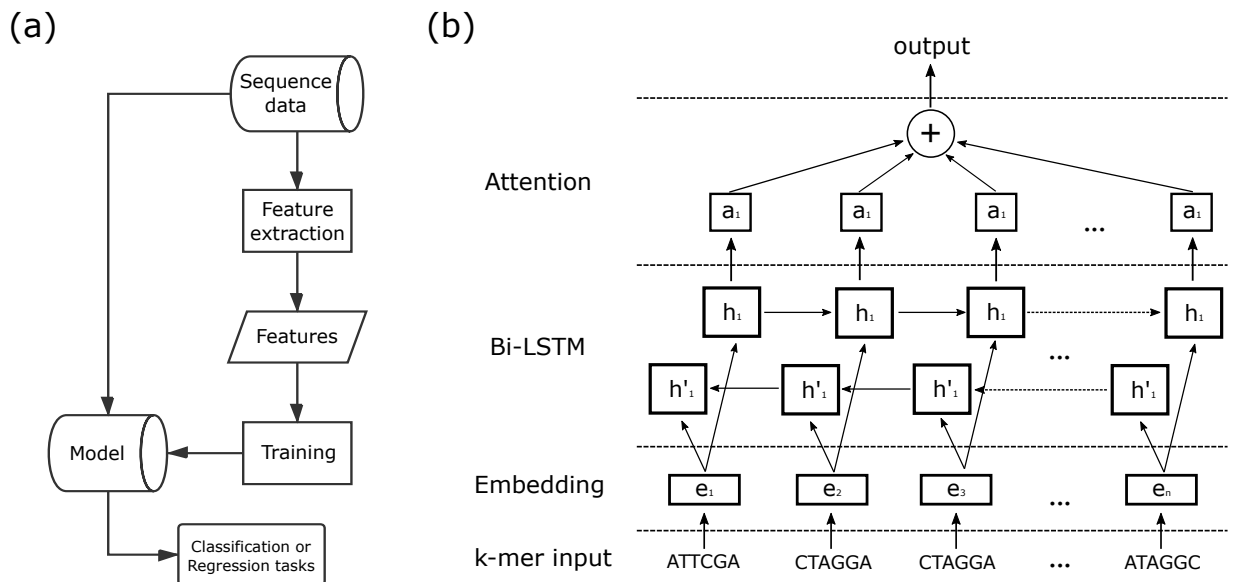 (a)
Sequence
data
Feature
extraction
Features
Model
Training
Classification or
Regression tasks
(b)
output
+
Attention
a1 a1 a1 ... a1
Bi-LSTM
h1 h1 h1 h1
...
h'1 h'1 h'1 h'1
Embedding
e1 e2 e3 ... en
k-mer input
ATTCGA CTAGGA CTAGGA ... ATAGGC